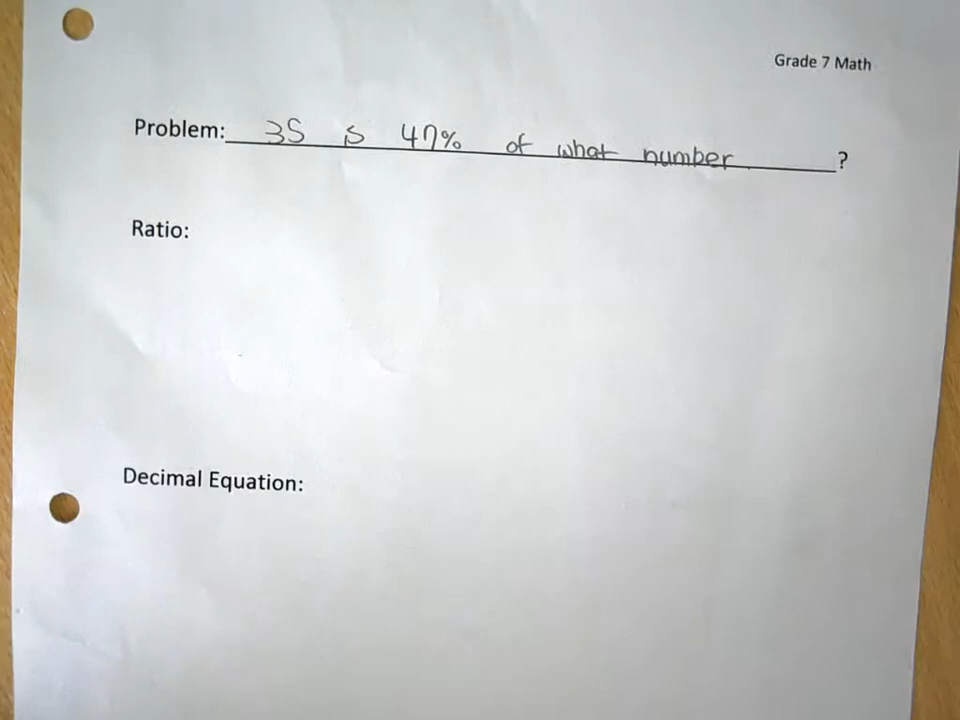 Grade 7 Math
Problem: 35 is 47% of what number ?
Ratio:
Decimal Equation: